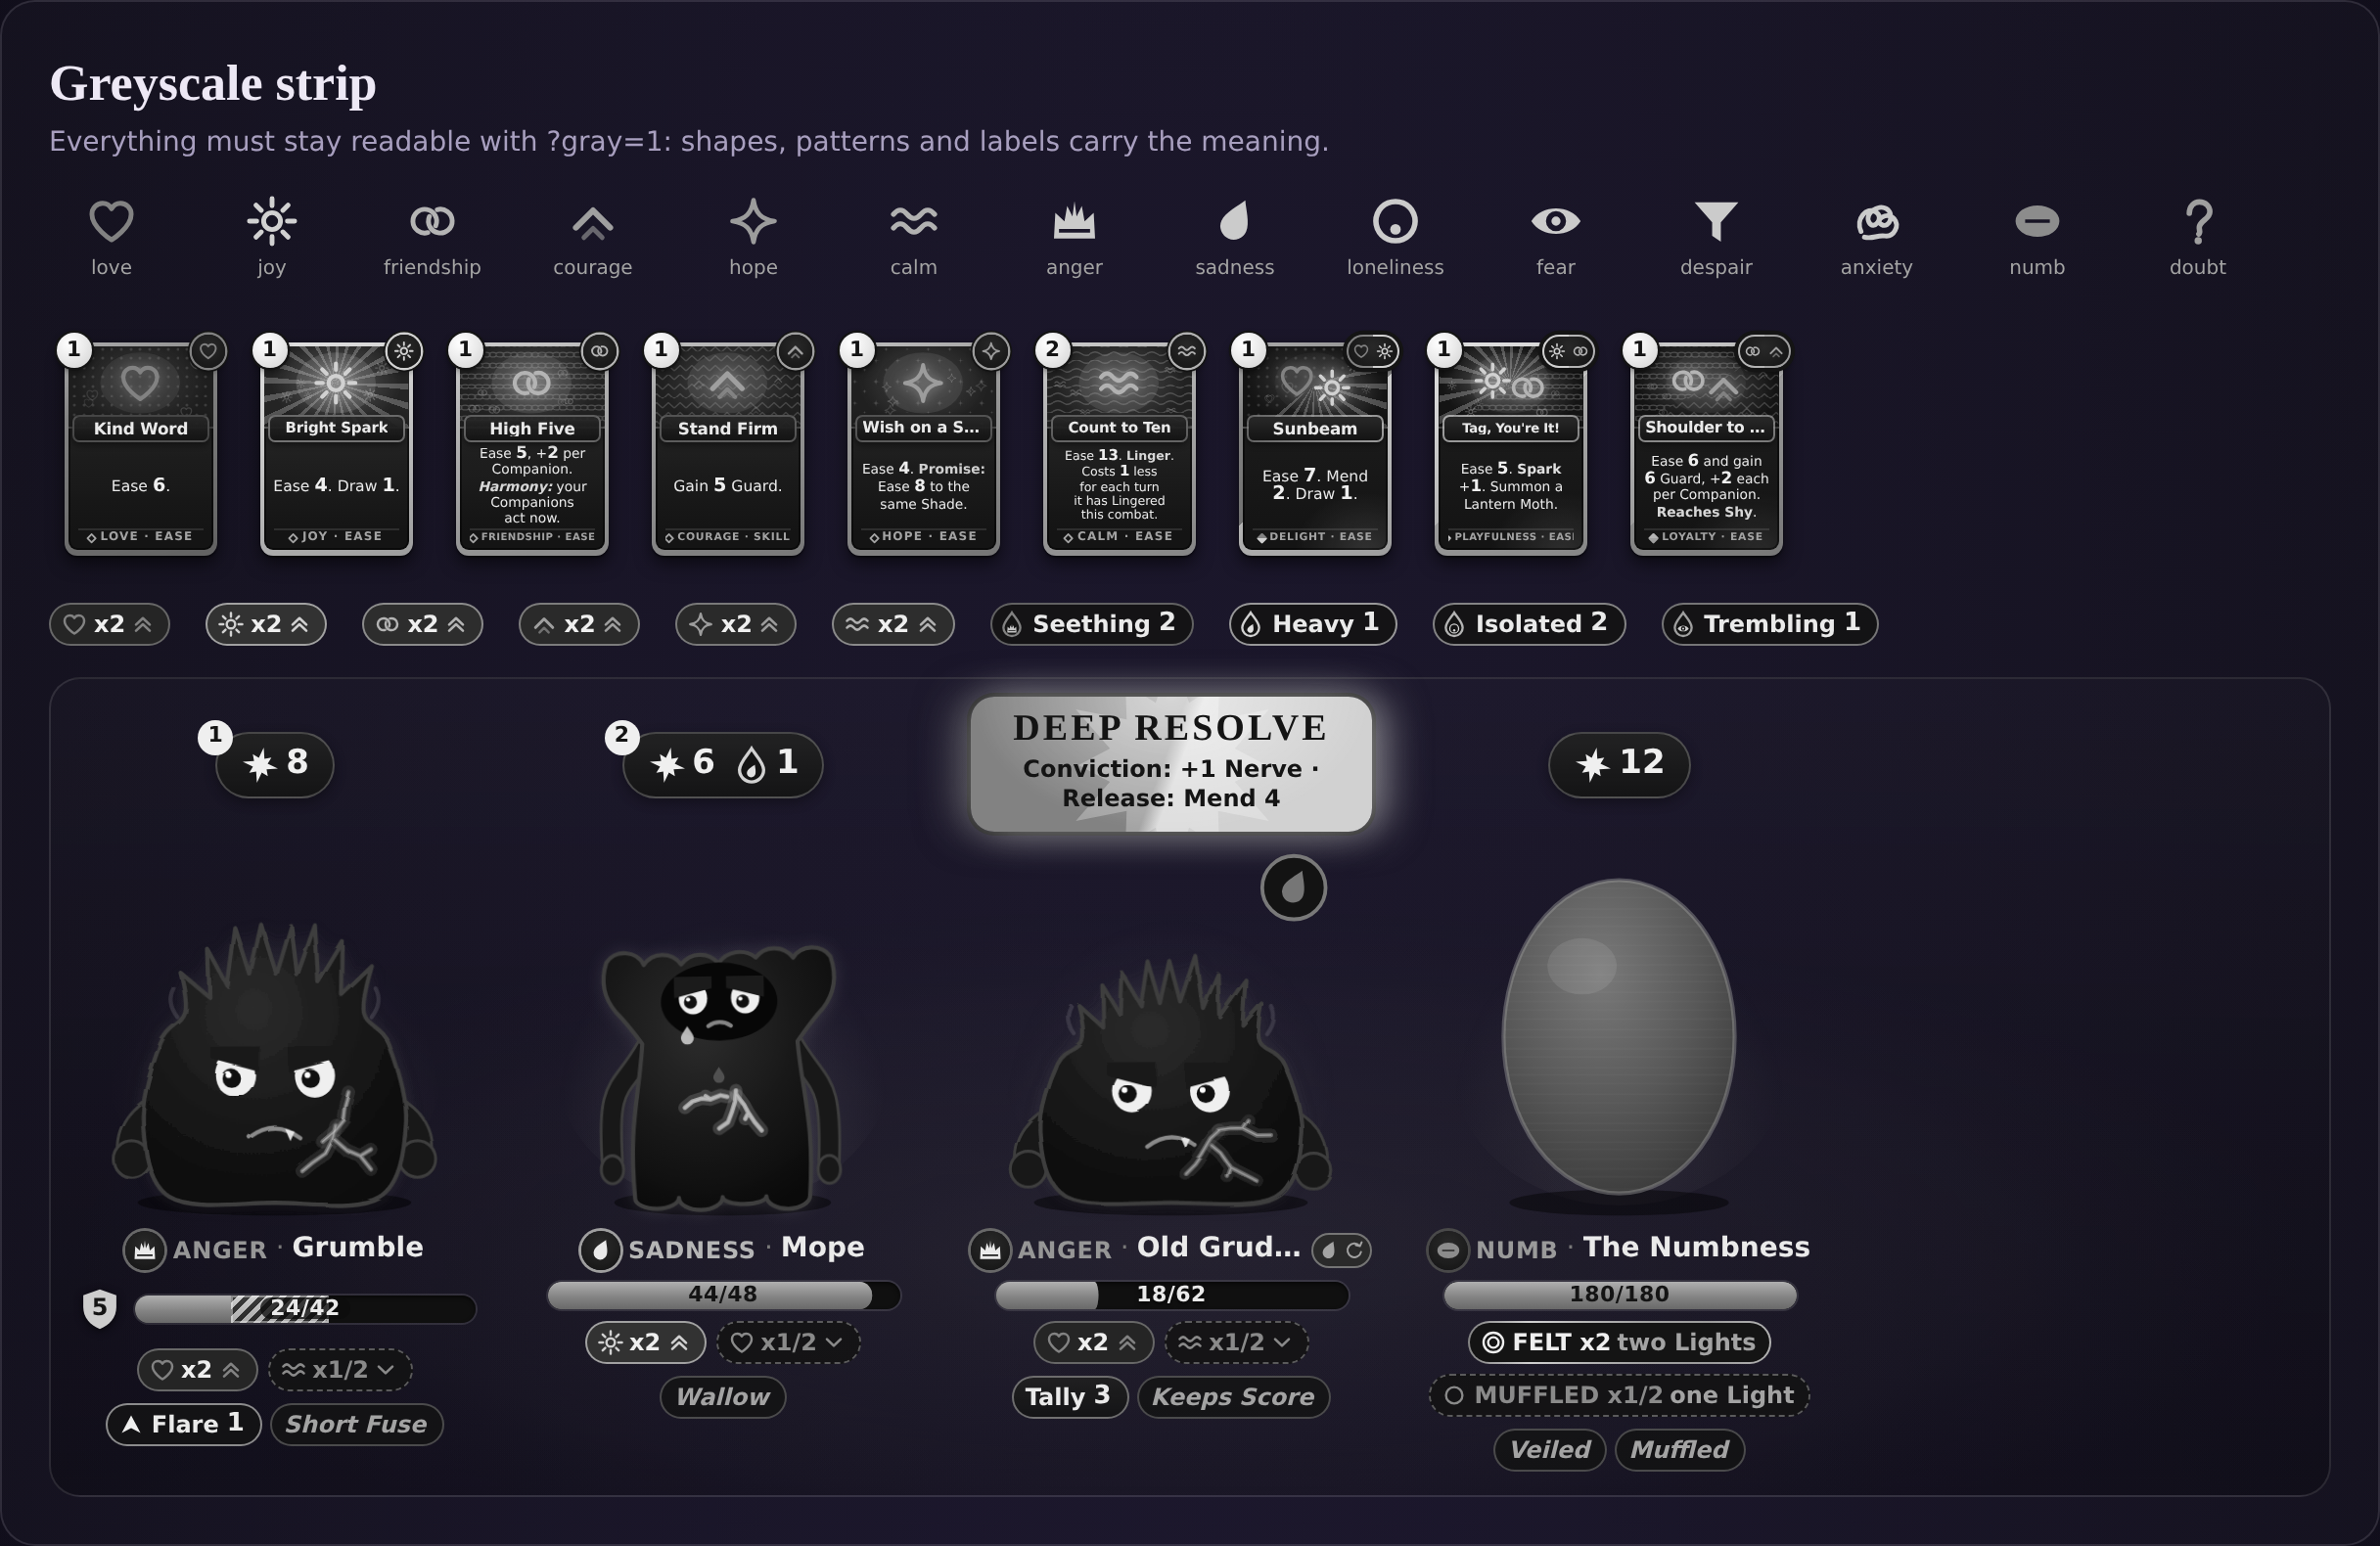 Greyscale strip
Everything must stay readable with ?gray=1: shapes, patterns and labels carry the meaning.
love joy friendship courage hope calm anger sadness loneliness fear despair anxiety numb doubt
1 1 1 1 1 2 1 1 1
Kind Word
Ease 6.
LOVE · EASE
Bright Spark
Ease 4. Draw 1.
JOY · EASE
High Five
Ease 5, +2 per
Companion.
Harmony: your
Companions
act now.
FRIENDSHIP · EASE
Stand Firm
Gain 5 Guard.
COURAGE · SKILL
Wish on a S...
Ease 4. Promise:
Ease 8 to the
same Shade.
HOPE · EASE
Count to Ten
Ease 13. Linger.
Costs 1 less
for each turn
it has Lingered
this combat.
CALM · EASE
Sunbeam
Ease 7. Mend
2. Draw 1.
DELIGHT · EASE
Tag, You're It!
Ease 5. Spark
+1. Summon a
Lantern Moth.
PLAYFULNESS · EASE
Shoulder to ...
Ease 6 and gain
6 Guard, +2 each
per Companion.
Reaches Shy.
LOYALTY · EASE
x2 x2 x2 x2 x2 x2 Seething 2 Heavy 1 Isolated 2 Trembling 1
1 8
2 6 1
DEEP RESOLVE
Conviction: +1 Nerve ·
Release: Mend 4
12
ANGER · Grumble
5 24/42
x2 x1/2
Flare 1 Short Fuse
SADNESS · Mope
44/48
x2 x1/2
Wallow
ANGER · Old Grud...
18/62
x2 x1/2
Tally 3 Keeps Score
NUMB · The Numbness
180/180
FELT x2 two Lights
MUFFLED x1/2 one Light
Veiled Muffled